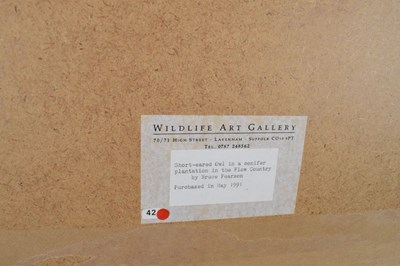 WILDLIFE ART GALLERY
70/71 HIGH STREET · LAVENHAM · SUFFOLK CO10 9PT
TEL. 0787 248562
Short-eared Owl in a conifer
plantation in the Flow Country
by Bruce Pearson
Purchased in May 1991
42